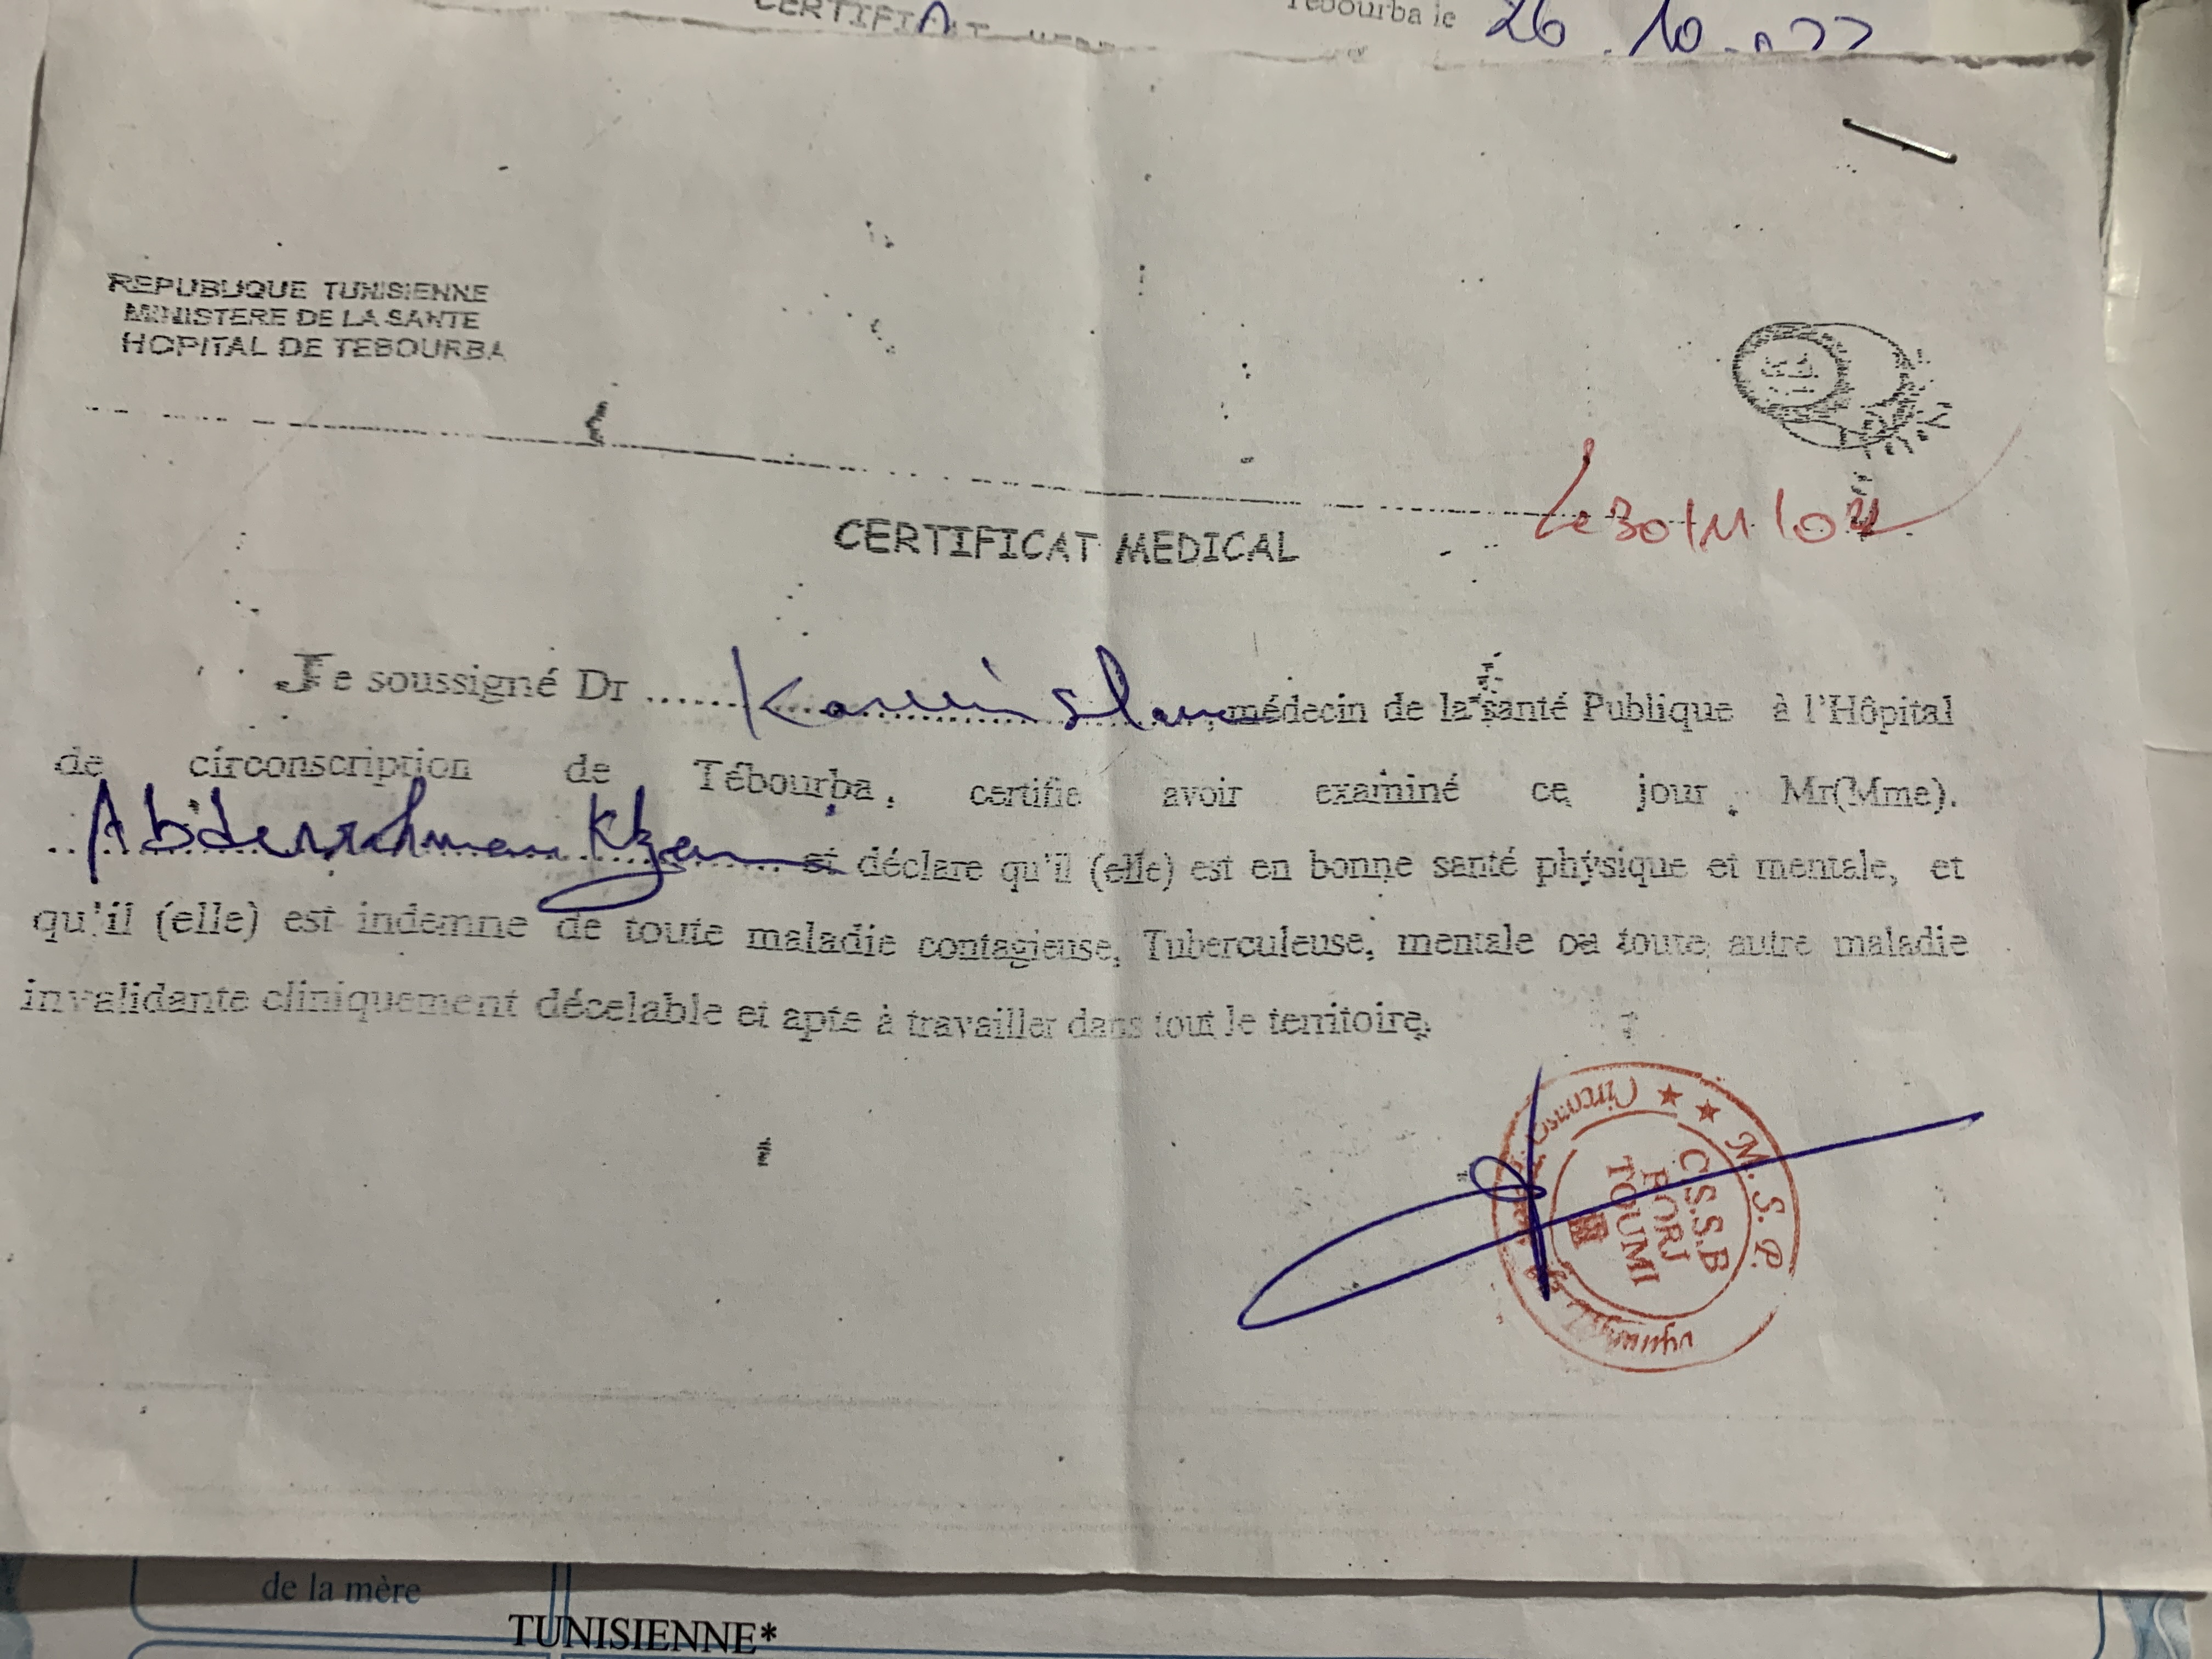 Tebourba le 26.10.
REPUBLIQUE TUNISIENNE
MINISTERE DE LA SANTE
HOPITAL DE TEBOURBA
CERTIFICAT MEDICAL
Je soussigné Dr ............ médecin de la santé Publique à l'Hôpital
de circonscription de Tébourba, certifie avoir examiné ce jour Mr(Mme).
Abderrahman ............ et déclare qu'il (elle) est en bonne santé physique et mentale, et
qu'il (elle) est indemne de toute maladie contagieuse, Tuberculeuse, mentale ou toute autre maladie
invalidante cliniquement décelable et apte à travailler dans tout le territoire.
M.S.P.
C.S.S.B
BORJ
TOUMI
de la mère
TUNISIENNE*